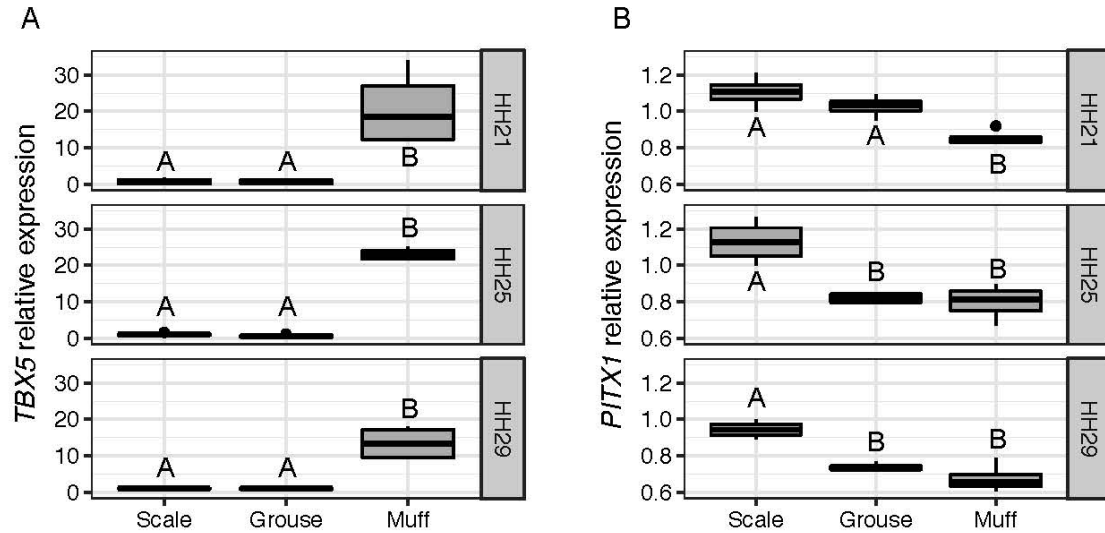 A
TBX5 relative expression
30
20
10
0
A
A
B
HH21
30
20
10
0
A
A
B
HH25
30
20
10
0
A
A
B
HH29
Scale
Grouse
Muff
B
PITX1 relative expression
1.2
1.0
0.8
0.6
A
A
B
HH21
1.2
1.0
0.8
0.6
A
B
B
HH25
1.2
1.0
0.8
0.6
A
B
B
HH29
Scale
Grouse
Muff